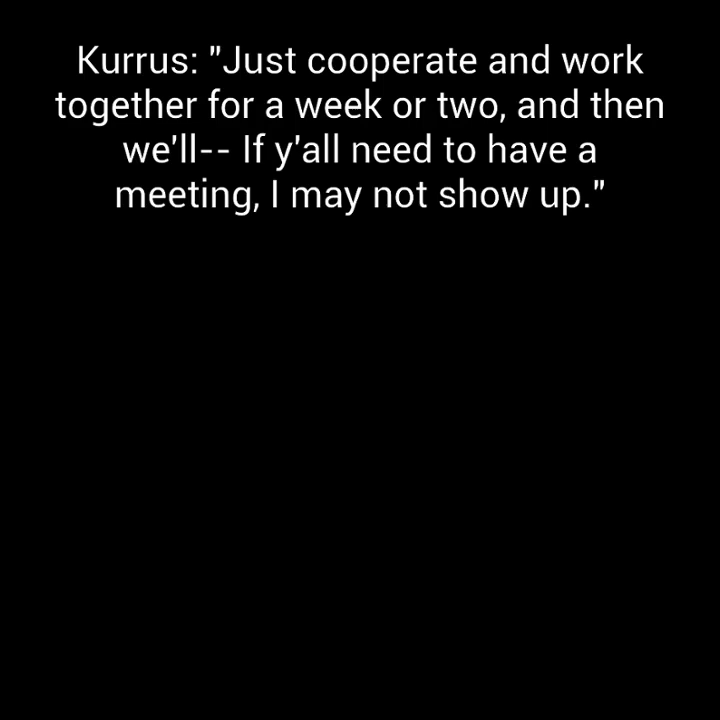 Kurrus: "Just cooperate and work
together for a week or two, and then
we'll-- If y'all need to have a
meeting, I may not show up."